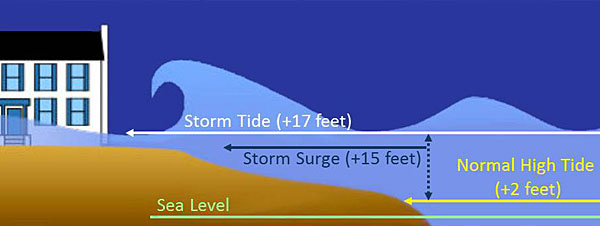 Storm Tide (+17 feet)
Storm Surge (+15 feet)
Normal High Tide
(+2 feet)
Sea Level